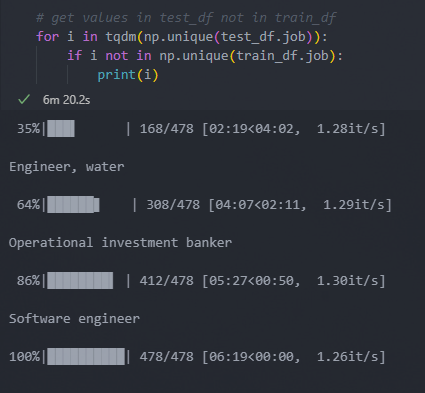 # get values in test_df not in train_df
for i in tqdm(np.unique(test_df.job)):
    if i not in np.unique(train_df.job):
        print(i)
✓ 6m 20.2s
35%|███▌      | 168/478 [02:19<04:02,  1.28it/s]
Engineer, water
64%|██████▍   | 308/478 [04:07<02:11,  1.29it/s]
Operational investment banker
86%|████████▌ | 412/478 [05:27<00:50,  1.30it/s]
Software engineer
100%|██████████| 478/478 [06:19<00:00,  1.26it/s]